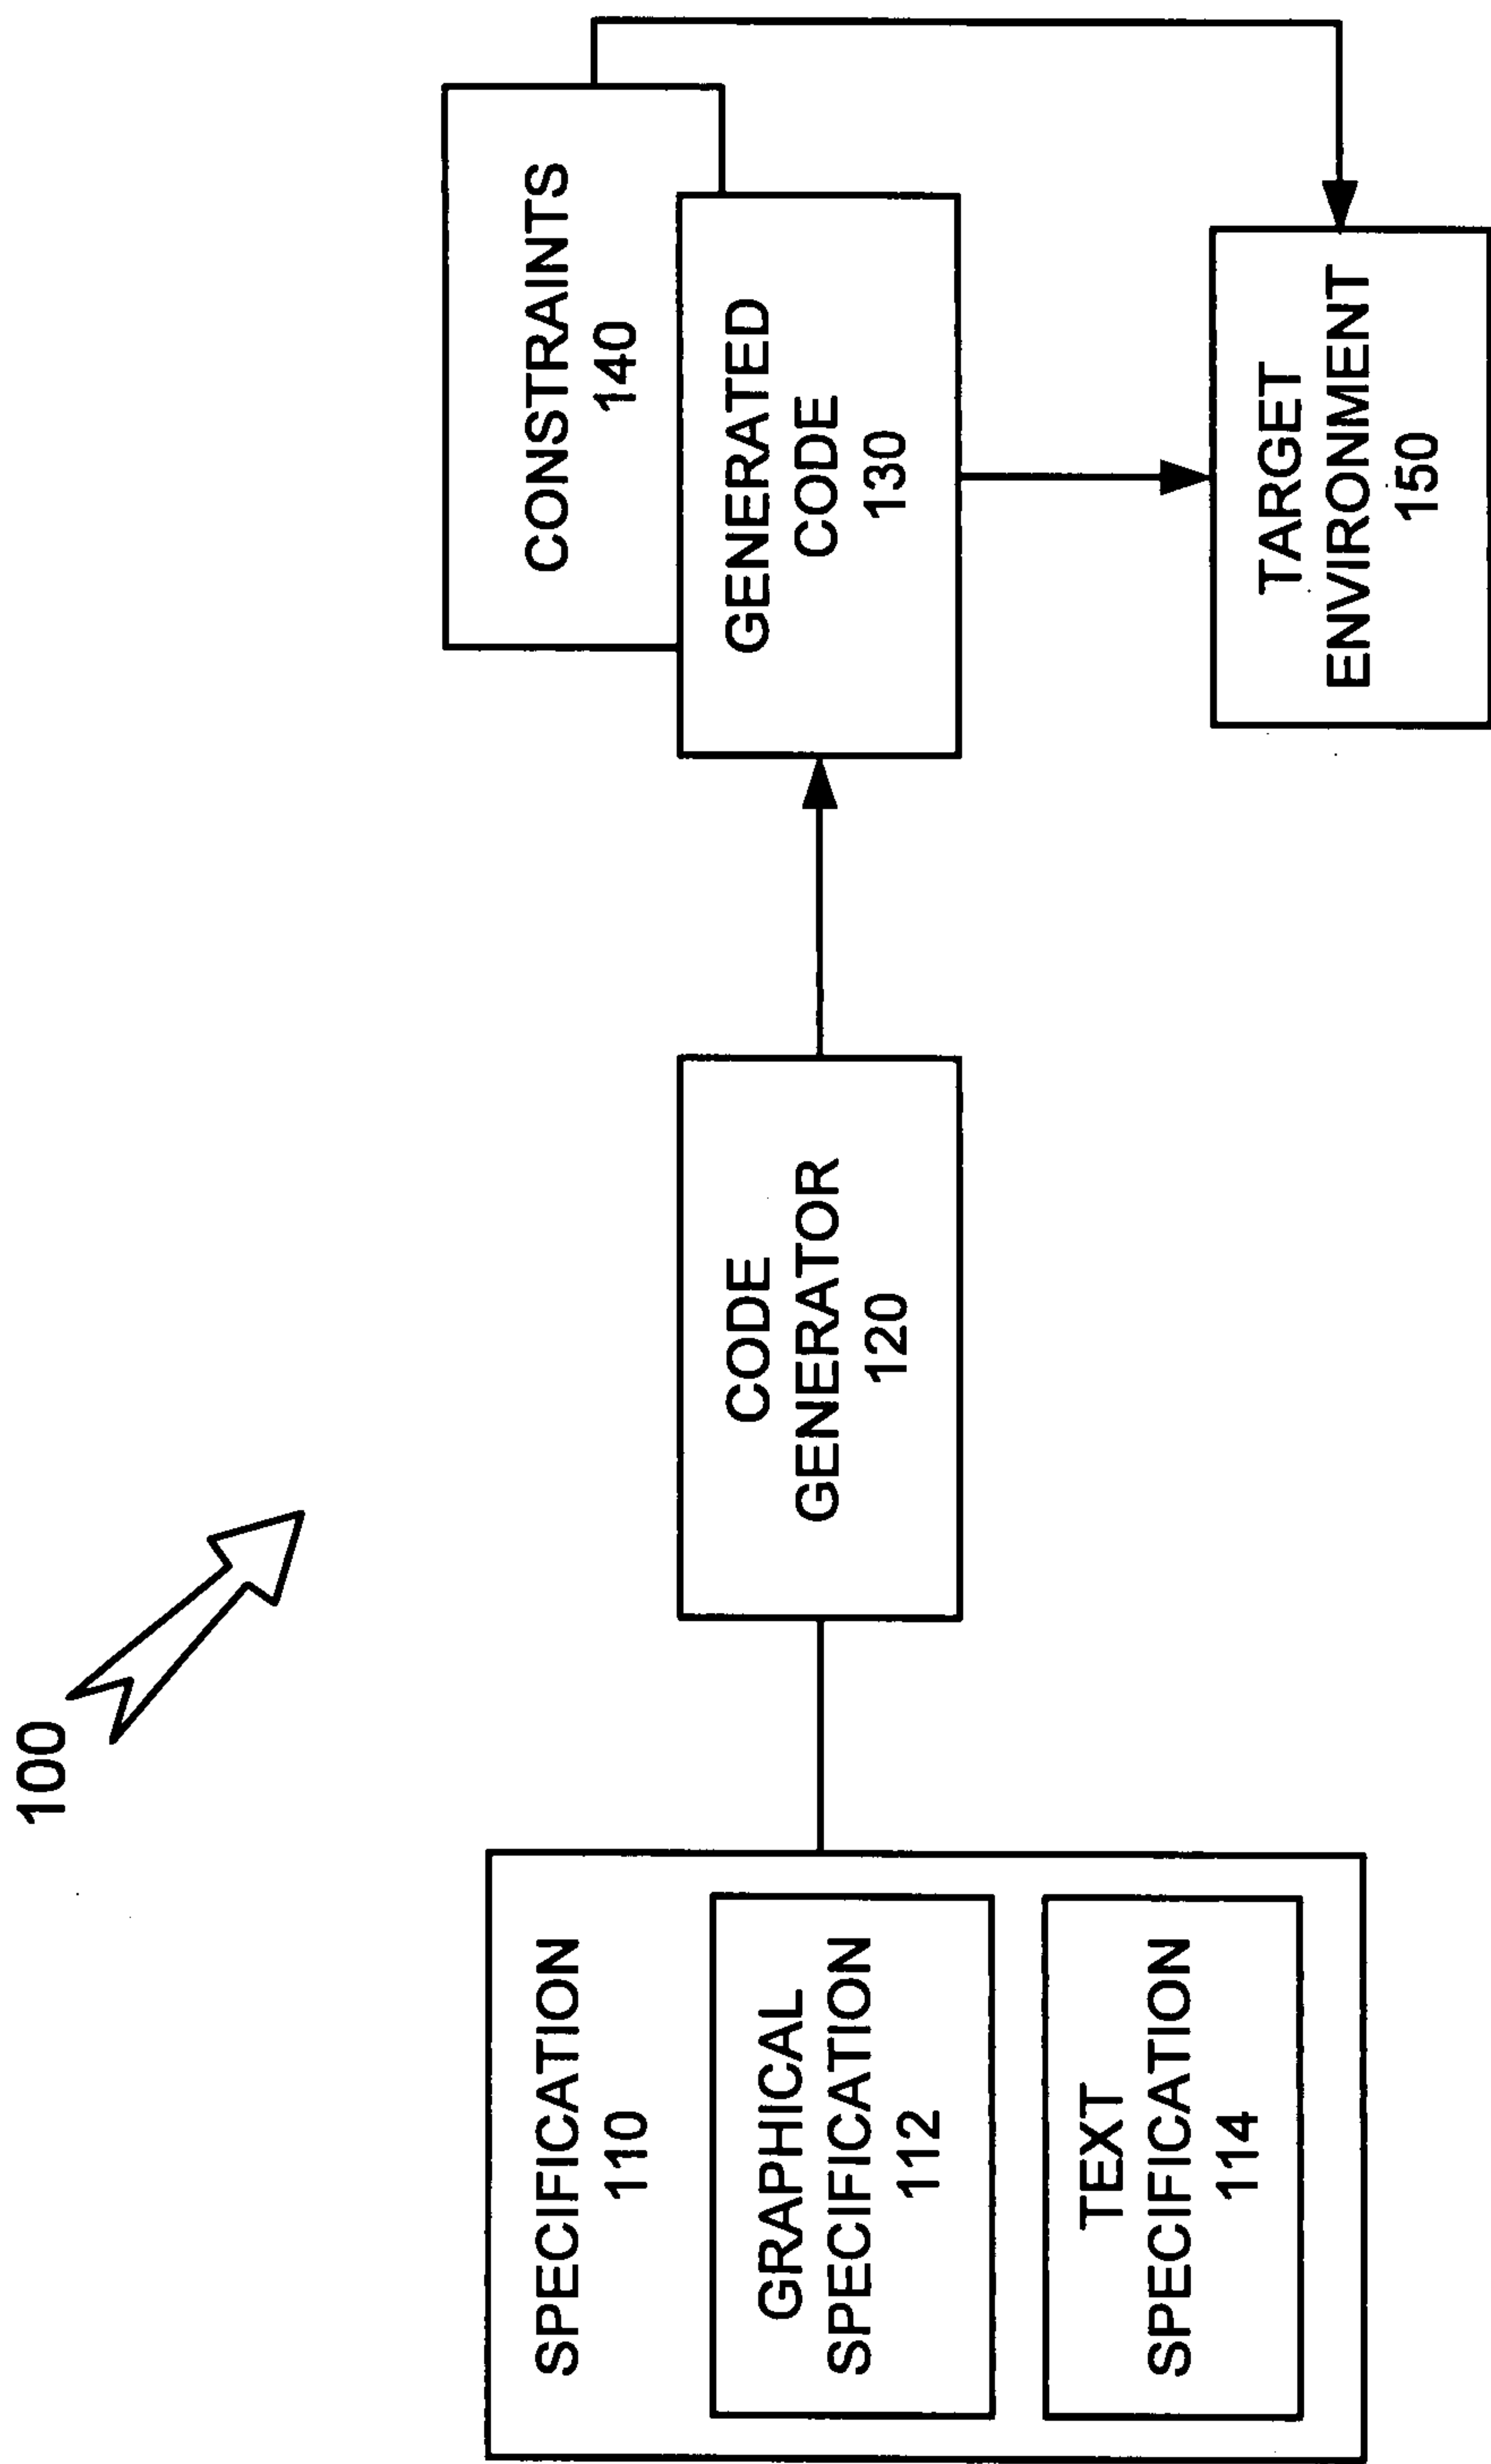 100
SPECIFICATION
110
GRAPHICAL
SPECIFICATION
112
TEXT
SPECIFICATION
114
CODE
GENERATOR
120
CONSTRAINTS
140
GENERATED
CODE
130
TARGET
ENVIRONMENT
150